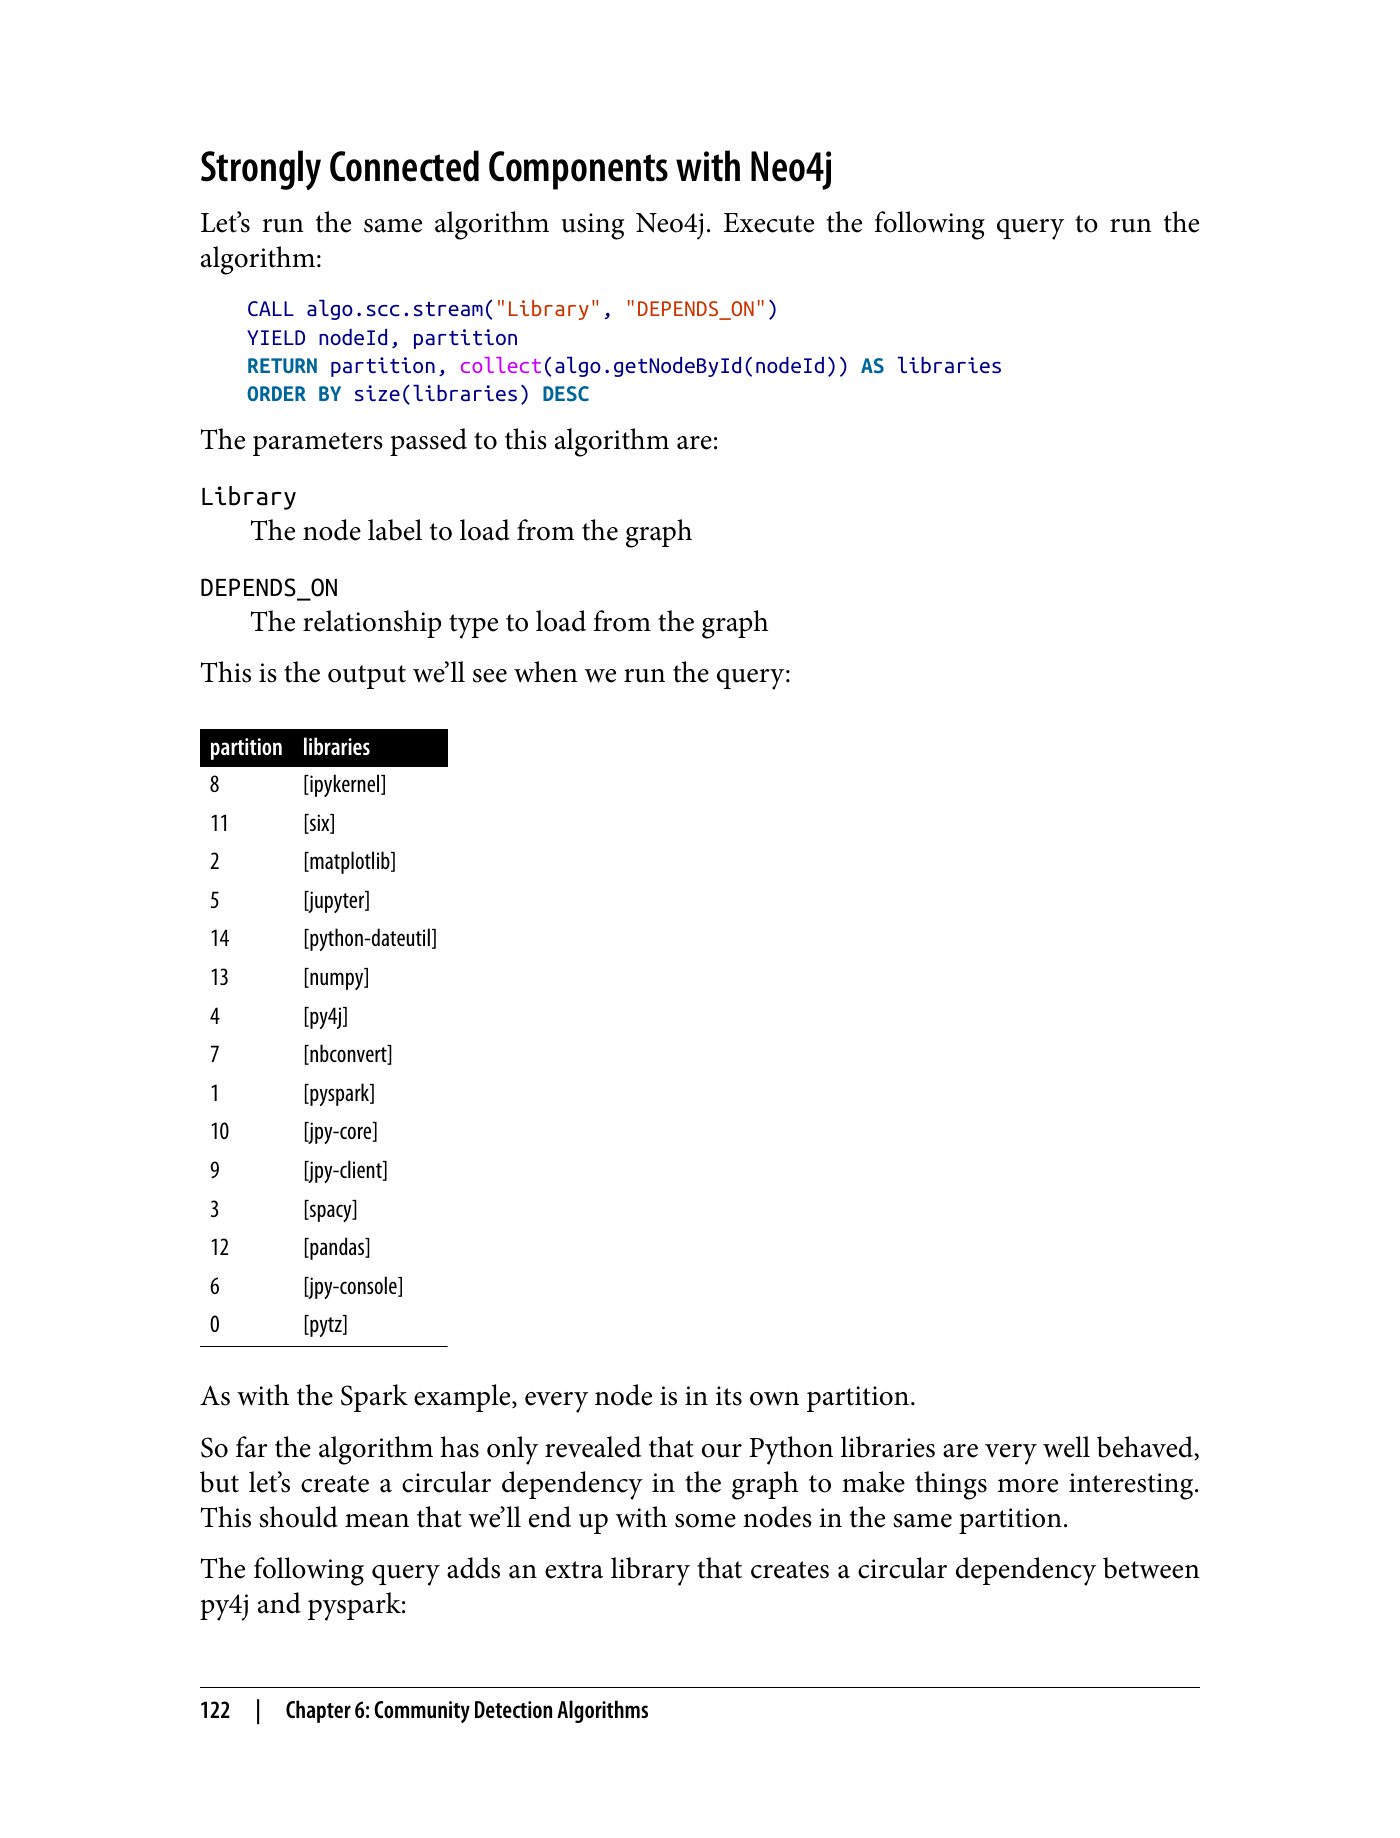 Strongly Connected Components with Neo4j
Let’s run the same algorithm using Neo4j. Execute the following query to run the
algorithm:
CALL algo.scc.stream("Library", "DEPENDS_ON")
YIELD nodeId, partition
RETURN partition, collect(algo.getNodeById(nodeId)) AS libraries
ORDER BY size(libraries) DESC
The parameters passed to this algorithm are:
Library
The node label to load from the graph
DEPENDS_ON
The relationship type to load from the graph
This is the output we’ll see when we run the query:
partition libraries
8 [ipykernel]
11 [six]
2 [matplotlib]
5 [jupyter]
14 [python-dateutil]
13 [numpy]
4 [py4j]
7 [nbconvert]
1 [pyspark]
10 [jpy-core]
9 [jpy-client]
3 [spacy]
12 [pandas]
6 [jpy-console]
0 [pytz]
As with the Spark example, every node is in its own partition.
So far the algorithm has only revealed that our Python libraries are very well behaved,
but let’s create a circular dependency in the graph to make things more interesting.
This should mean that we’ll end up with some nodes in the same partition.
The following query adds an extra library that creates a circular dependency between
py4j and pyspark:
122 | Chapter 6: Community Detection Algorithms